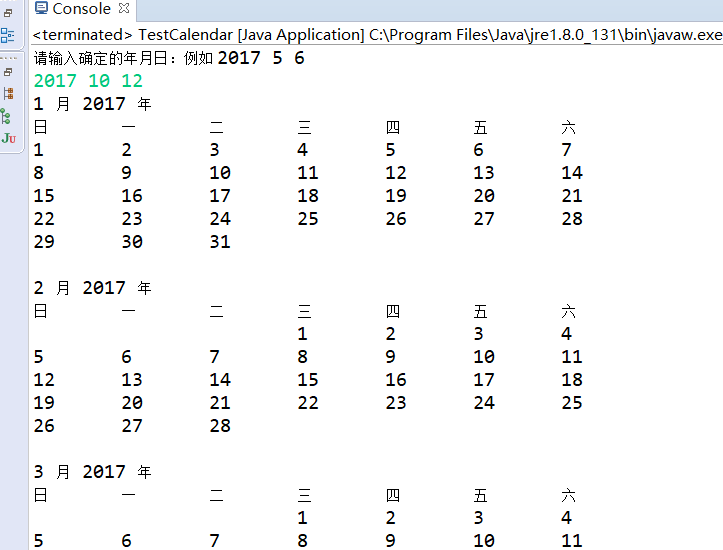 Console
<terminated> TestCalendar [Java Application] C:\Program Files\Java\jre1.8.0_131\bin\javaw.exe
请输入确定的年月日：例如 2017 5 6
2017 10 12
1 月 2017 年
日 一 二 三 四 五 六
1 2 3 4 5 6 7
8 9 10 11 12 13 14
15 16 17 18 19 20 21
22 23 24 25 26 27 28
29 30 31
2 月 2017 年
日 一 二 三 四 五 六
1 2 3 4
5 6 7 8 9 10 11
12 13 14 15 16 17 18
19 20 21 22 23 24 25
26 27 28
3 月 2017 年
日 一 二 三 四 五 六
1 2 3 4
5 6 7 8 9 10 11
Ju